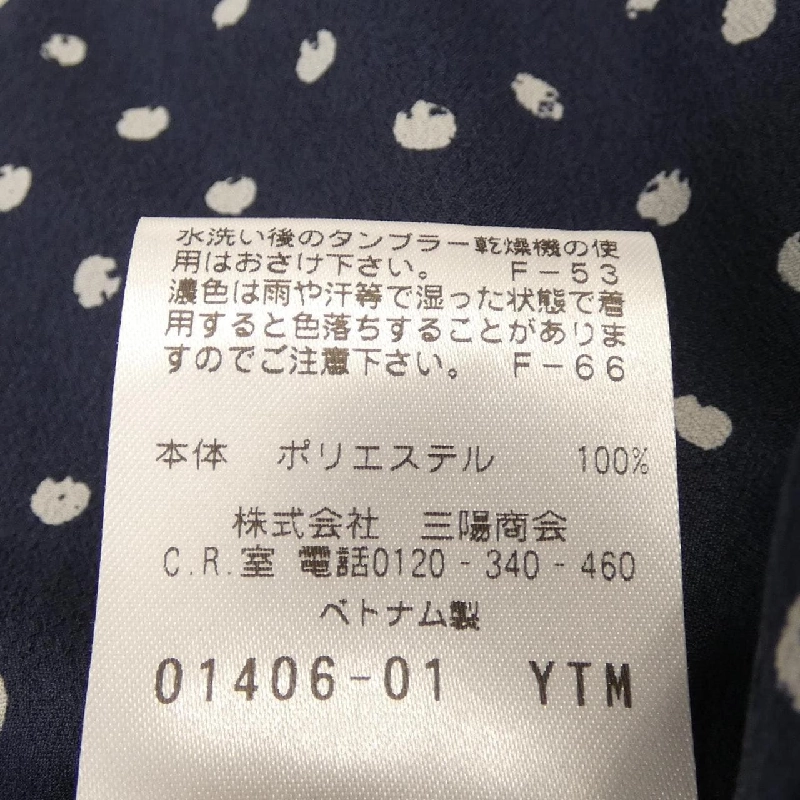 水洗い後のタンブラー乾燥機の使
用はおさけ下さい。 F-53
濃色は雨や汗等で湿った状態で着
用すると色落ちすることがありま
すのでご注意下さい。 F-66
本体 ポリエステル 100%
株式会社 三陽商会
C.R.室 電話0120-340-460
ベトナム製
01406-01 YTM